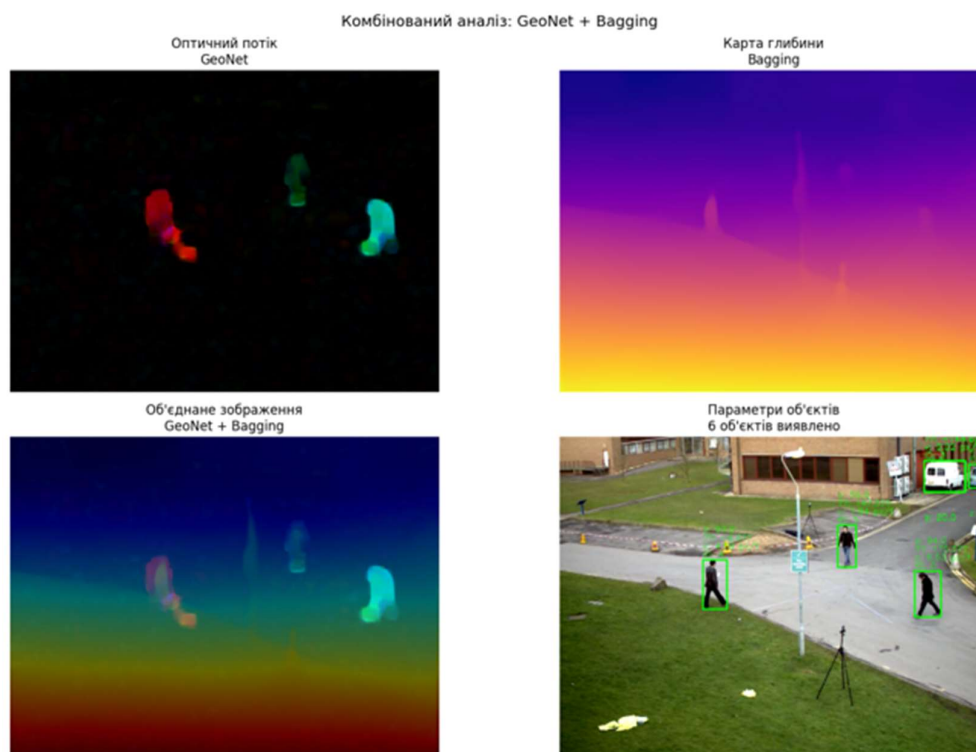 Комбінований аналіз: GeoNet + Bagging
Оптичний потік
GeoNet
Карта глибини
Bagging
Об'єднане зображення
GeoNet + Bagging
Параметри об'єктів
6 об'єктів виявлено